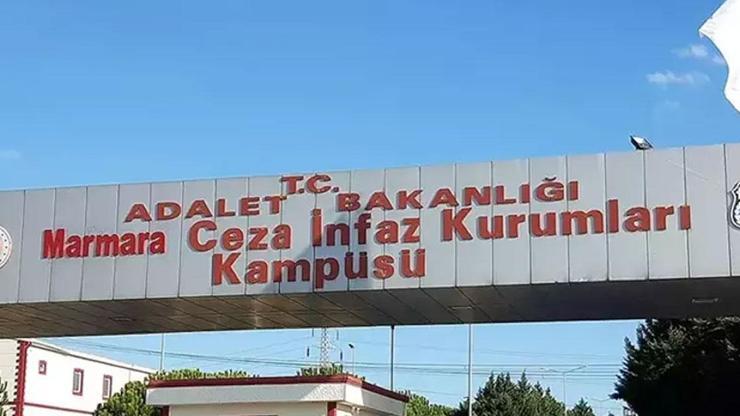 T.C.
ADALET BAKANLIĞI
Marmara Ceza İnfaz Kurumları
Kampüsü